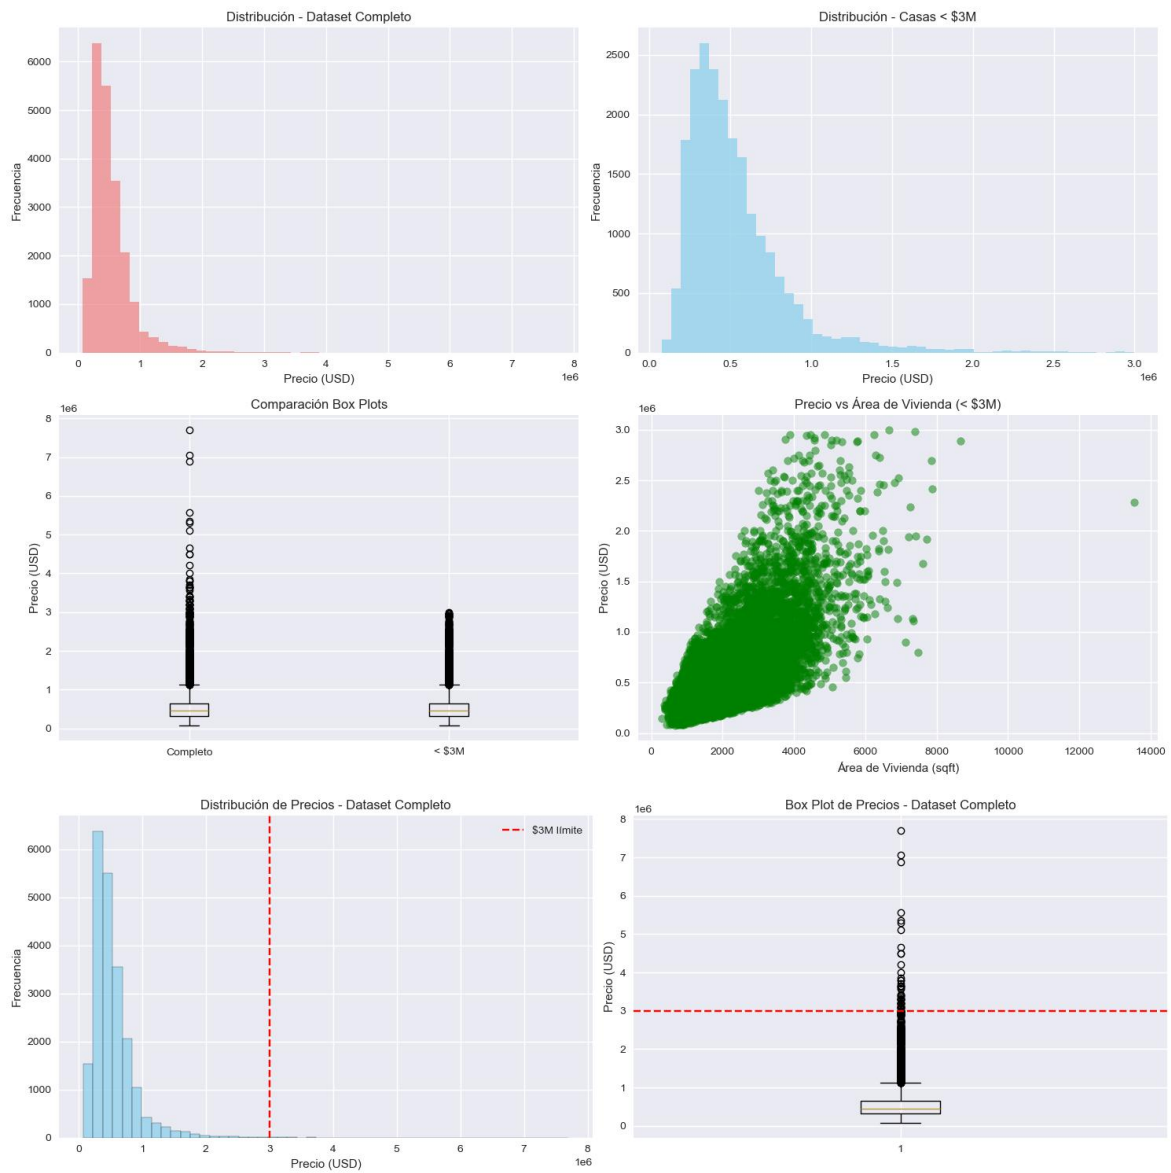 Distribución - Dataset Completo
Frecuencia
6000
5000
4000
3000
2000
1000
0
0 1 2 3 4 5 6 7 8
1e6
Precio (USD)
Distribución - Casas < $3M
Frecuencia
2500
2000
1500
1000
500
0
0.0 0.5 1.0 1.5 2.0 2.5 3.0
1e6
Precio (USD)
Comparación Box Plots
1e6
Precio (USD)
8
7
6
5
4
3
2
1
0
Completo < $3M
Precio vs Área de Vivienda (< $3M)
1e6
Precio (USD)
3.0
2.5
2.0
1.5
1.0
0.5
0.0
0 2000 4000 6000 8000 10000 12000 14000
Área de Vivienda (sqft)
Distribución de Precios - Dataset Completo
$3M límite
Frecuencia
6000
5000
4000
3000
2000
1000
0
0 1 2 3 4 5 6 7 8
1e6
Precio (USD)
Box Plot de Precios - Dataset Completo
1e6
Precio (USD)
8
7
6
5
4
3
2
1
0
1